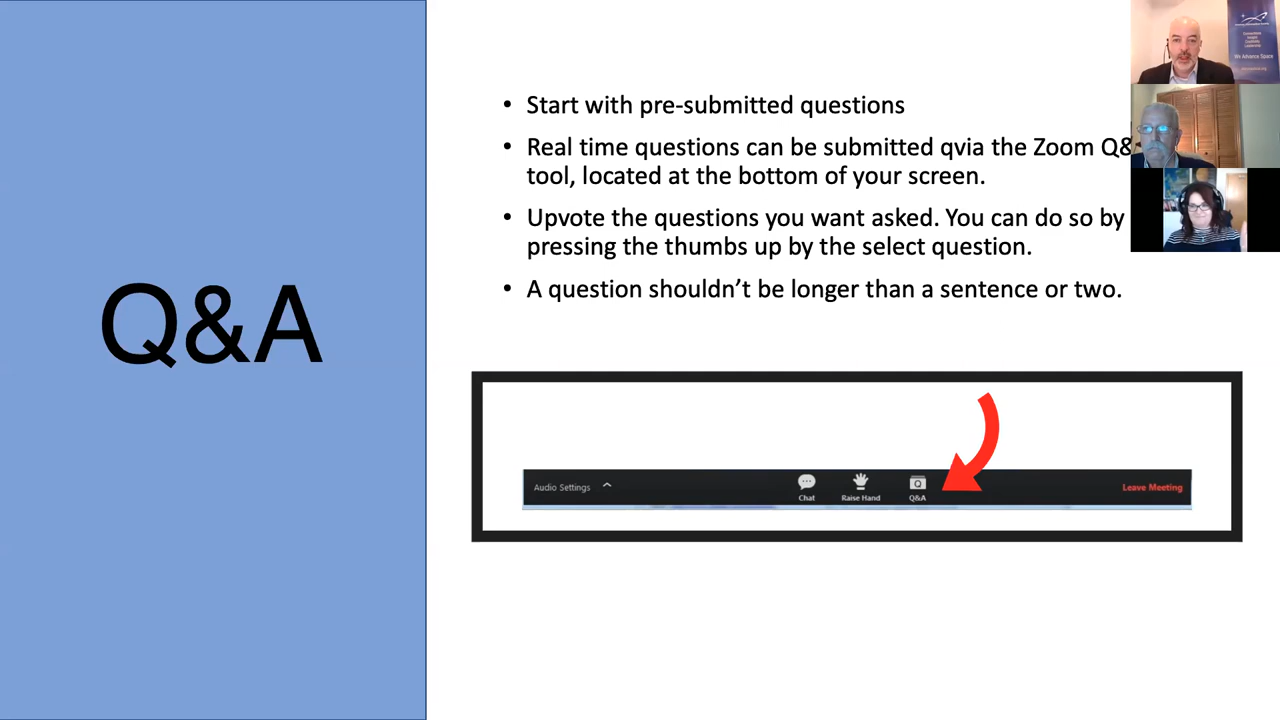 Q&A
• Start with pre-submitted questions
• Real time questions can be submitted qvia the Zoom Q&
tool, located at the bottom of your screen.
• Upvote the questions you want asked. You can do so by
pressing the thumbs up by the select question.
• A question shouldn't be longer than a sentence or two.
Audio Settings
Chat
Raise Hand
Q
Q&A
Leave Meeting
We Advance Space